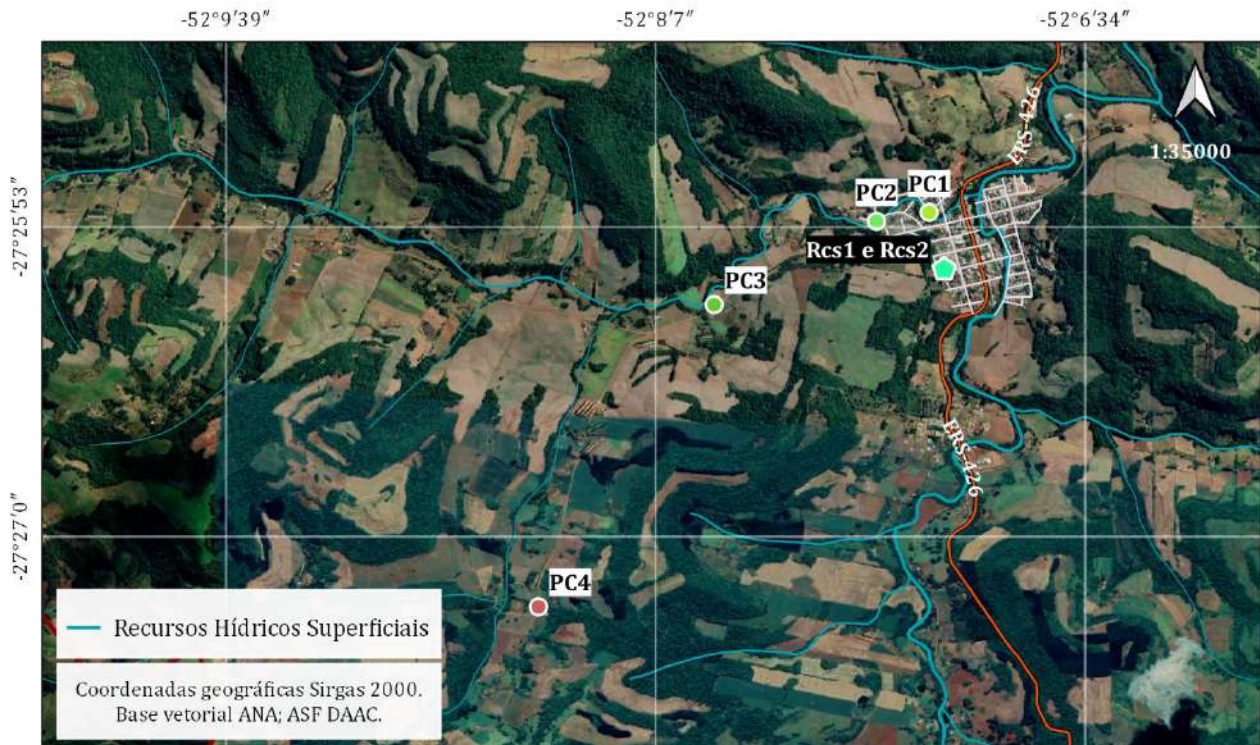 -52°9′39″
-52°8′7″
-52°6′34″
ERS-426
1:35000
-27°25′53″
PC2
PC1
Rcs1 e Rcs2
PC3
ERS-426
-27°27′0″
PC4
Recursos Hídricos Superficiais
Coordenadas geográficas Sirgas 2000.
Base vetorial ANA; ASF DAAC.